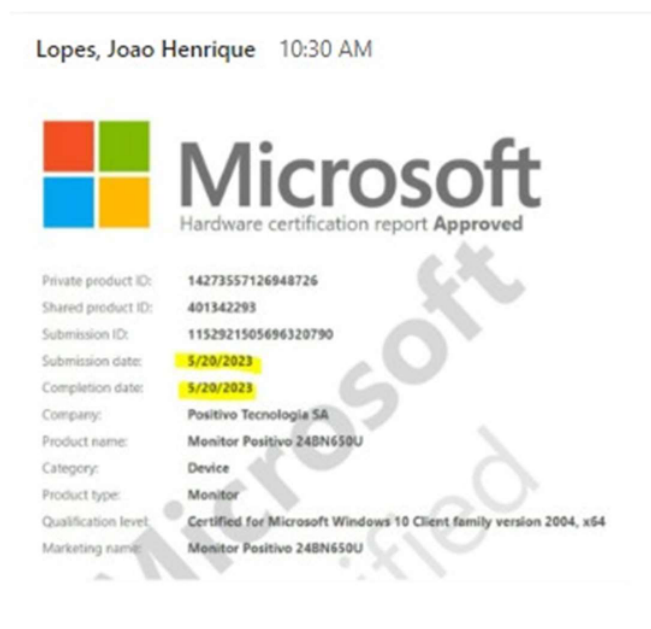 Lopes, Joao Henrique 10:30 AM
Microsoft
Hardware certification report Approved
Private product ID: 14273557126948726
Shared product ID: 401342293
Submission ID: 1152921505696320790
Submission date: 5/20/2023
Completion date: 5/20/2023
Company: Positivo Tecnologia SA
Product name: Monitor Positivo 24BN650U
Category: Device
Product type: Monitor
Qualification level: Certified for Microsoft Windows 10 Client family version 2004, x64
Marketing name: Monitor Positivo 24BN650U
Microsoft